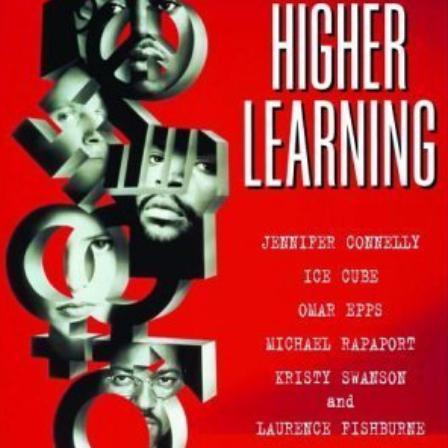 HIGHER
LEARNING
JENNIFER CONNELLY
ICE CUBE
OMAR EPPS
MICHAEL RAPAPORT
KRISTY SWANSON
and
LAURENCE FISHBURNE